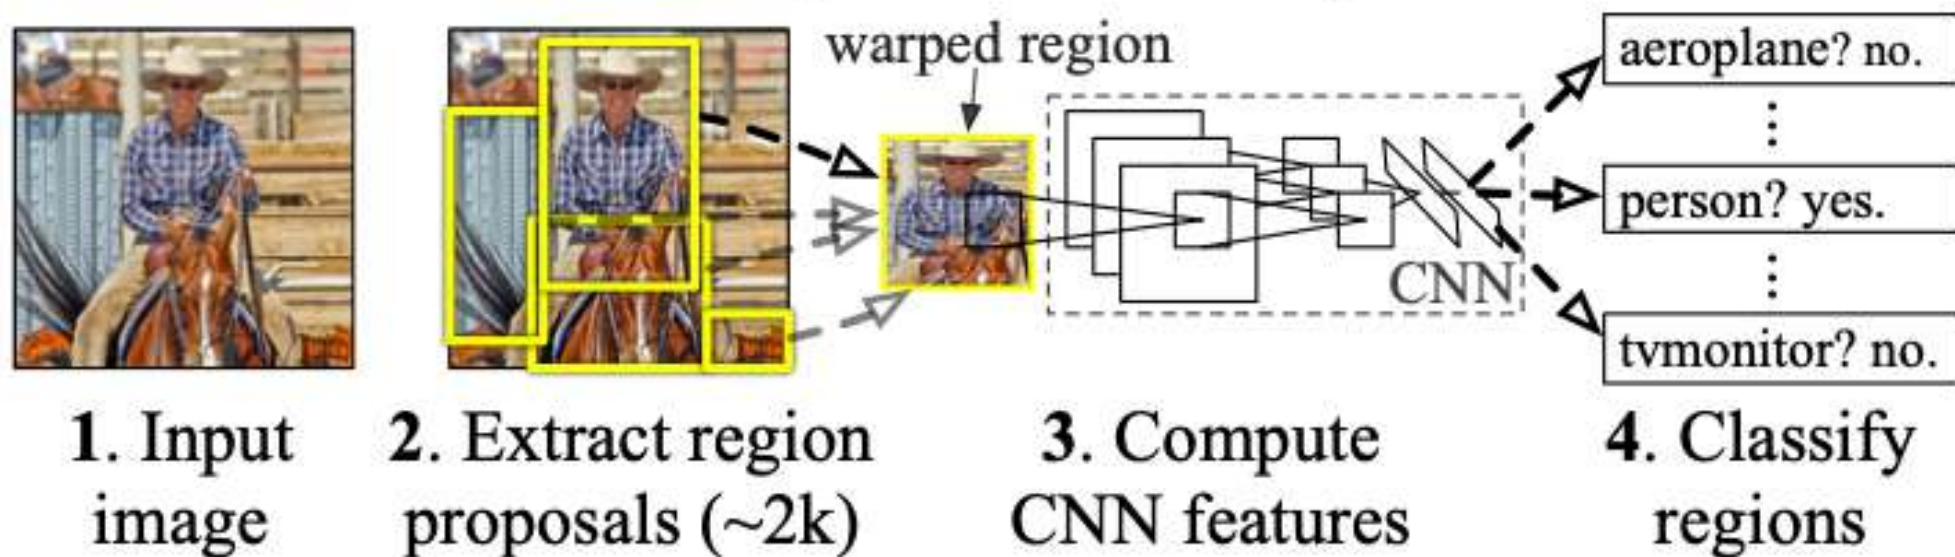 warped region
aeroplane? no.
person? yes.
CNN
tvmonitor? no.
1. Input
image
2. Extract region
proposals (~2k)
3. Compute
CNN features
4. Classify
regions